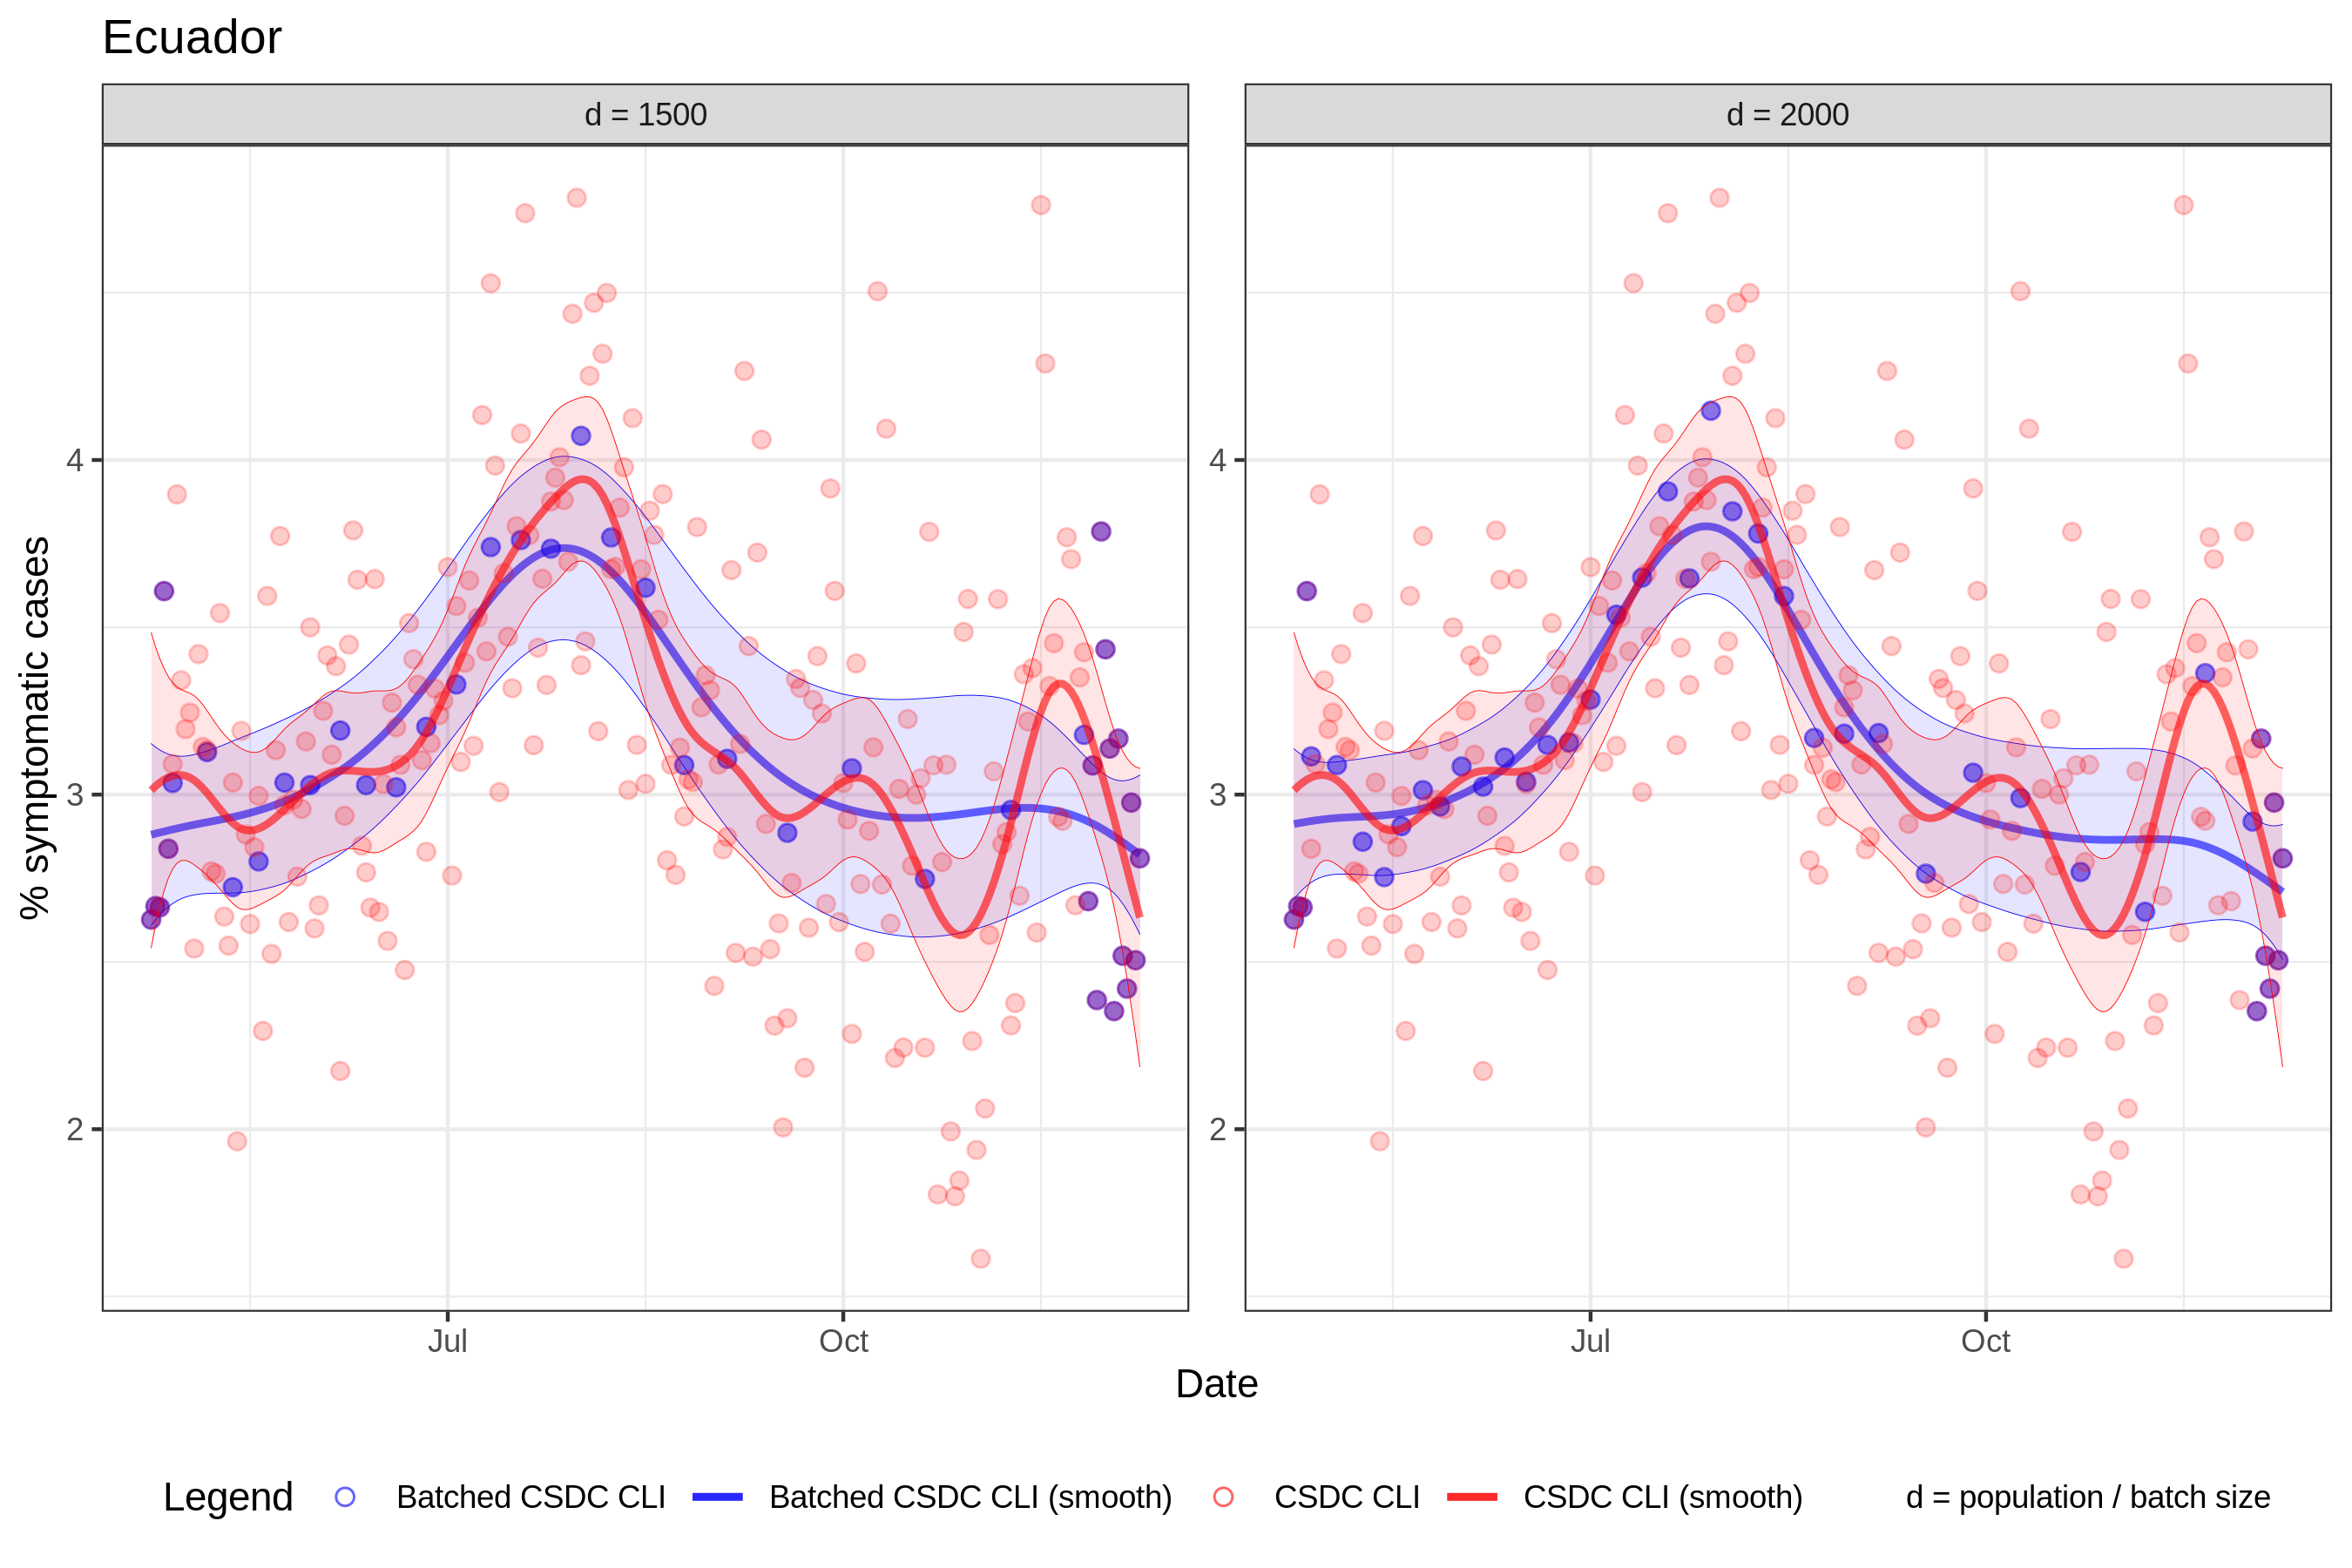 Ecuador
d = 1500
d = 2000
% symptomatic cases
4
3
2
4
3
2
Jul
Oct
Jul
Oct
Date
Legend
Batched CSDC CLI
Batched CSDC CLI (smooth)
CSDC CLI
CSDC CLI (smooth)
d = population / batch size